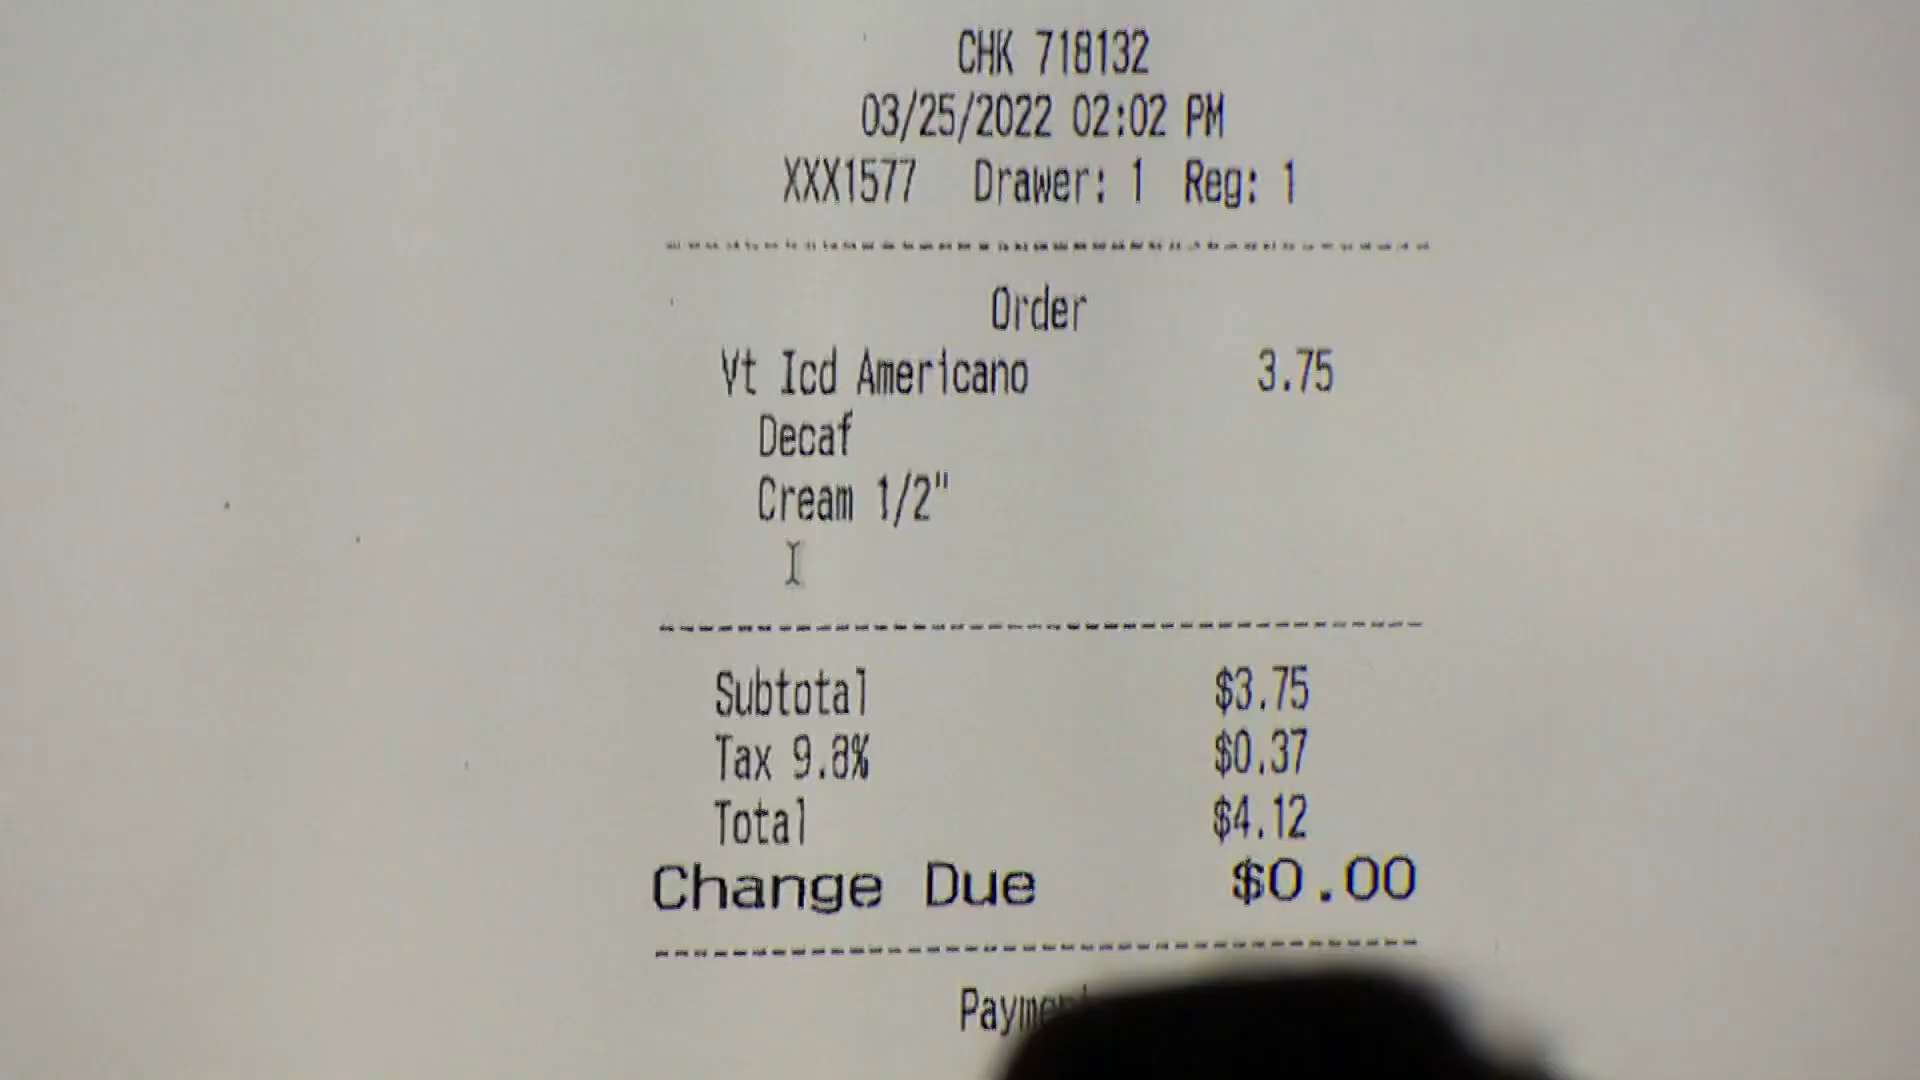 CHK 718132
03/25/2022 02:02 PM
XXX1577 Drawer: 1 Reg: 1
Order
Vt Icd Americano 3.75
Decaf
Cream 1/2"
Subtotal $3.75
Tax 9.8% $0.37
Total $4.12
Change Due $0.00